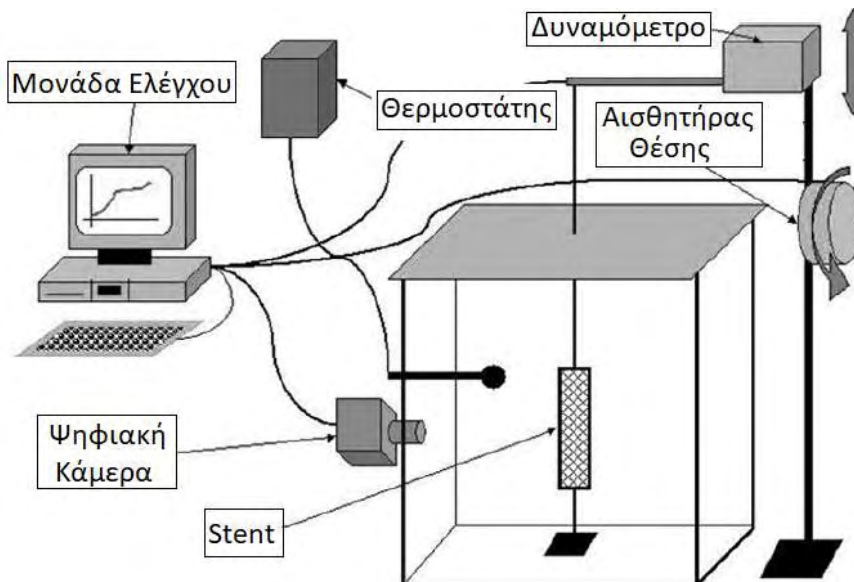 Δυναμόμετρο
Μονάδα Ελέγχου
Θερμοστάτης
Αισθητήρας
Θέσης
Ψηφιακή
Κάμερα
Stent